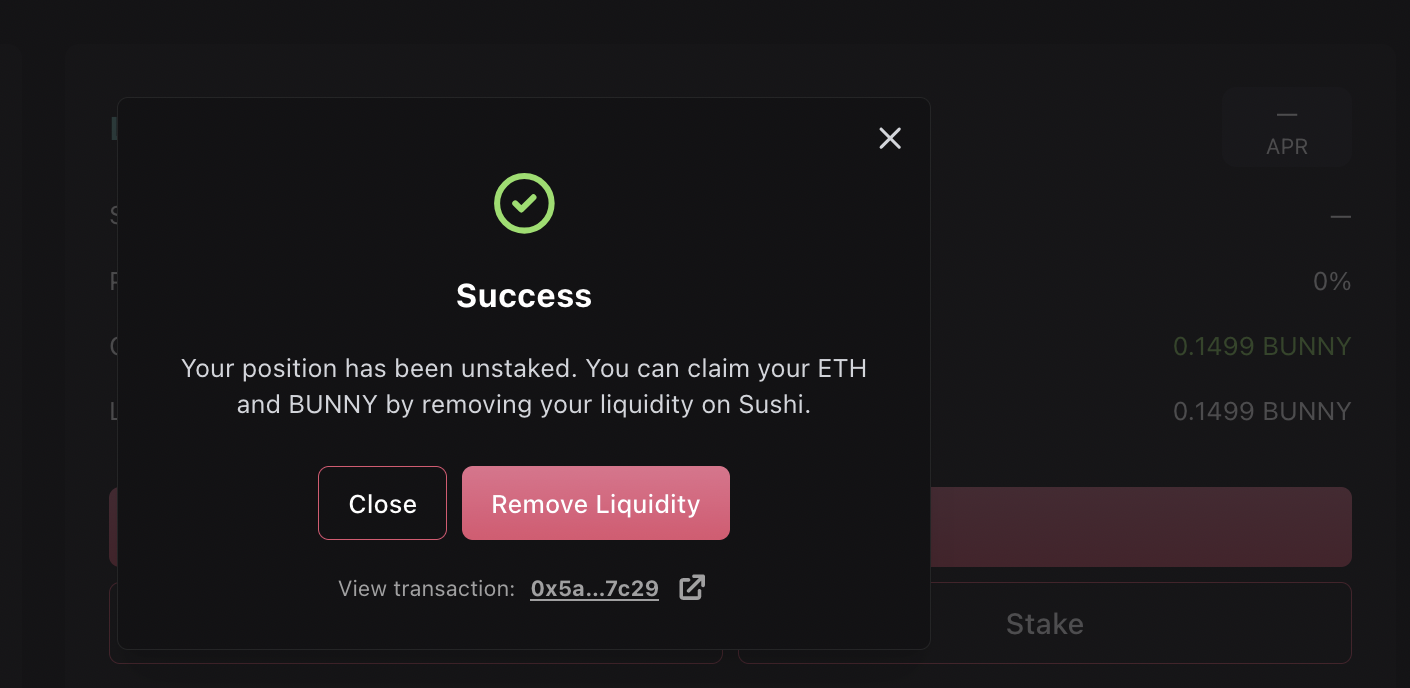 —
APR
—
0%
0.1499 BUNNY
0.1499 BUNNY
Success
Your position has been unstaked. You can claim your ETH
and BUNNY by removing your liquidity on Sushi.
Close
Remove Liquidity
View transaction: 0x5a...7c29
Stake